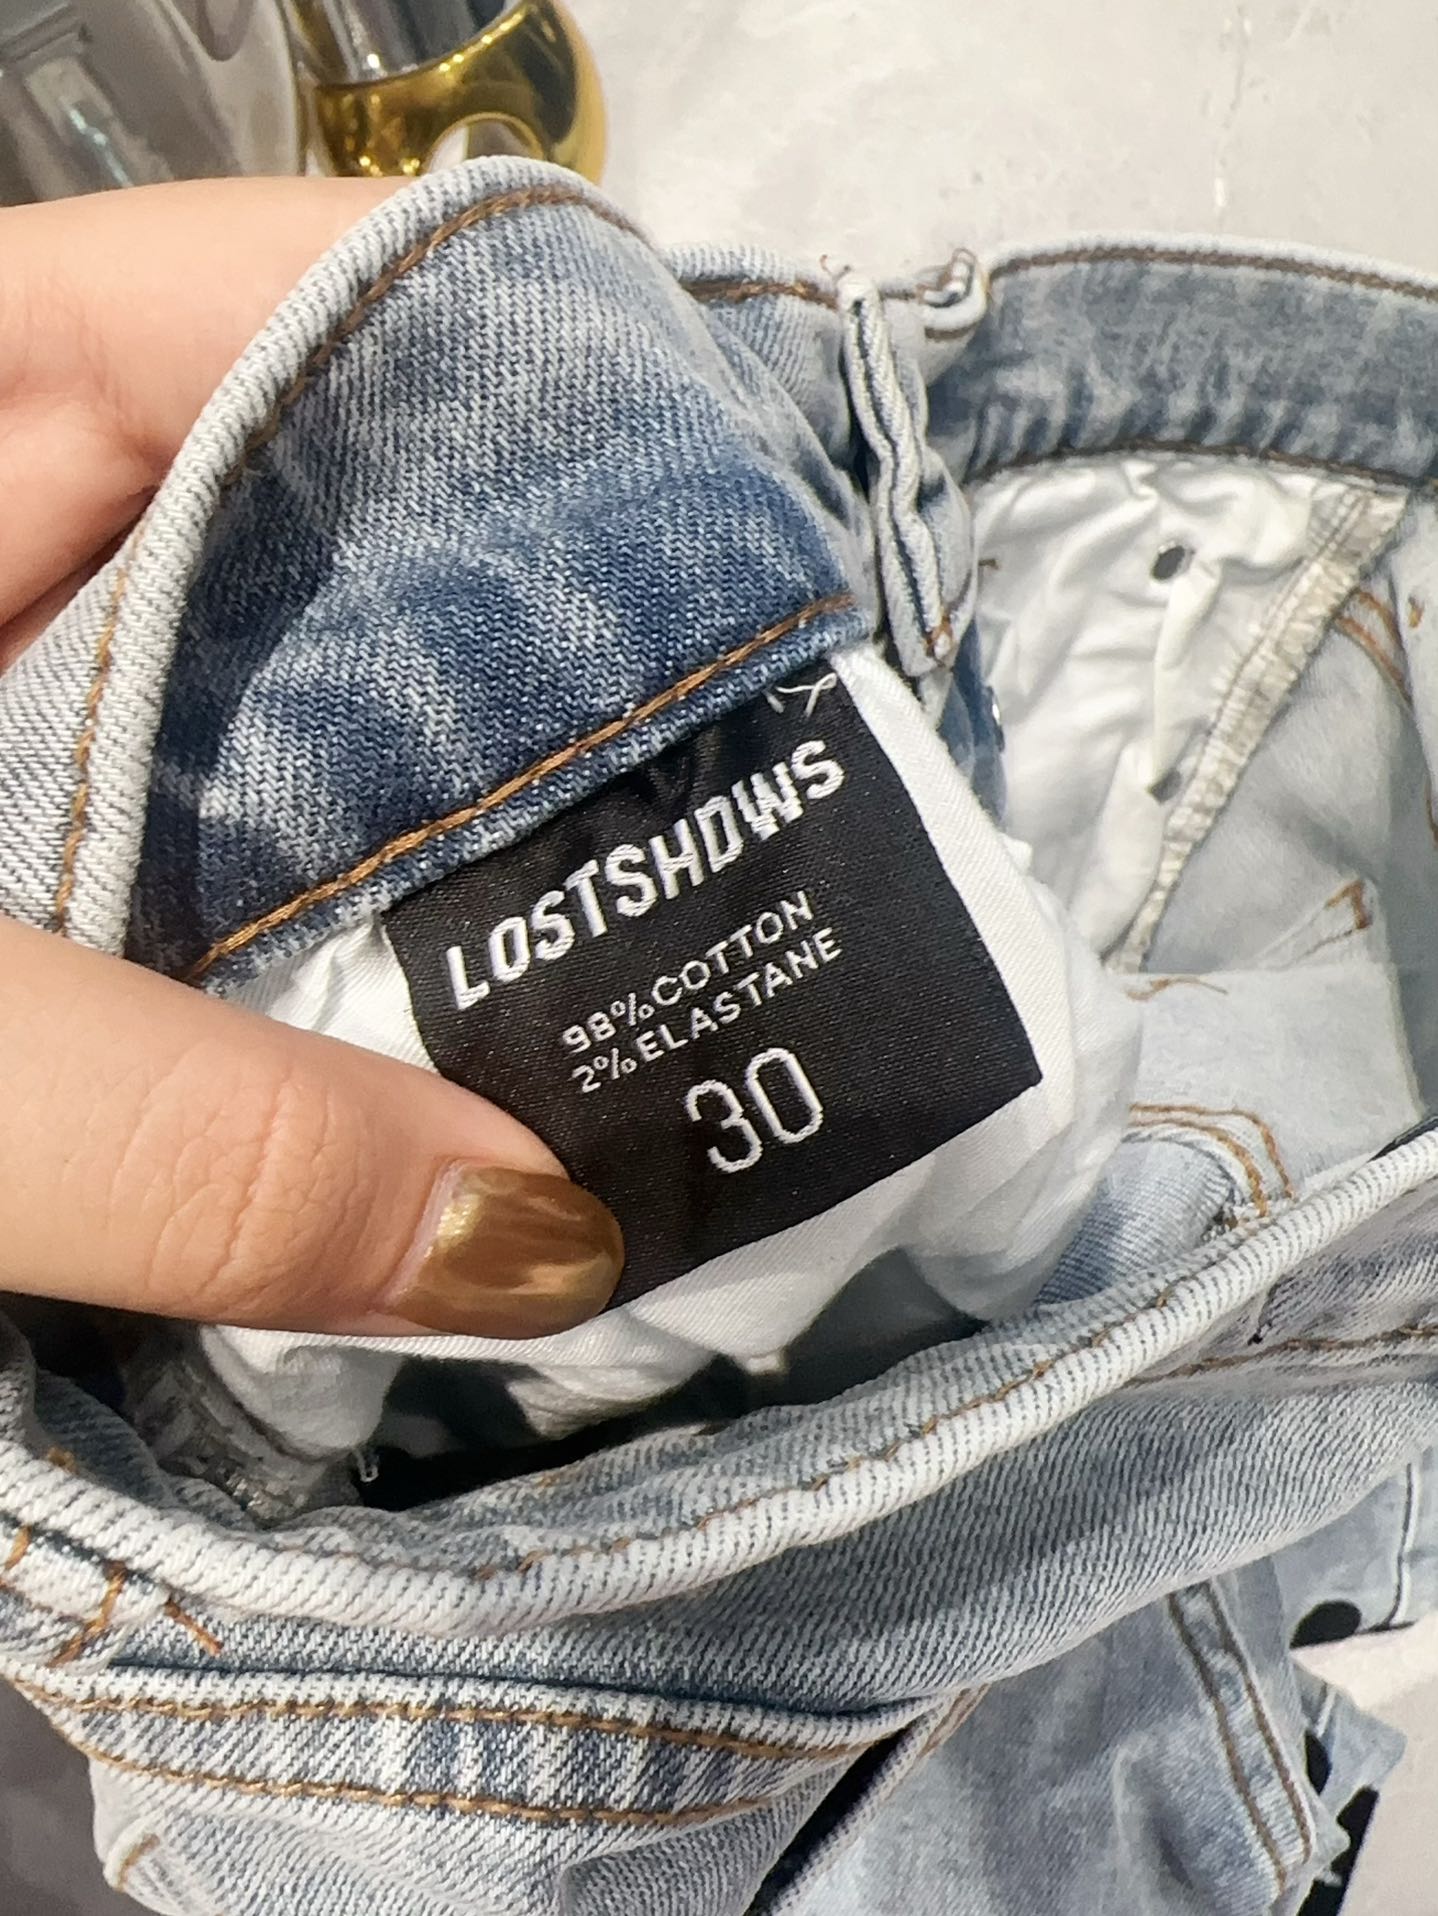 LOSTSHOWS
98% COTTON
2% ELASTANE
30